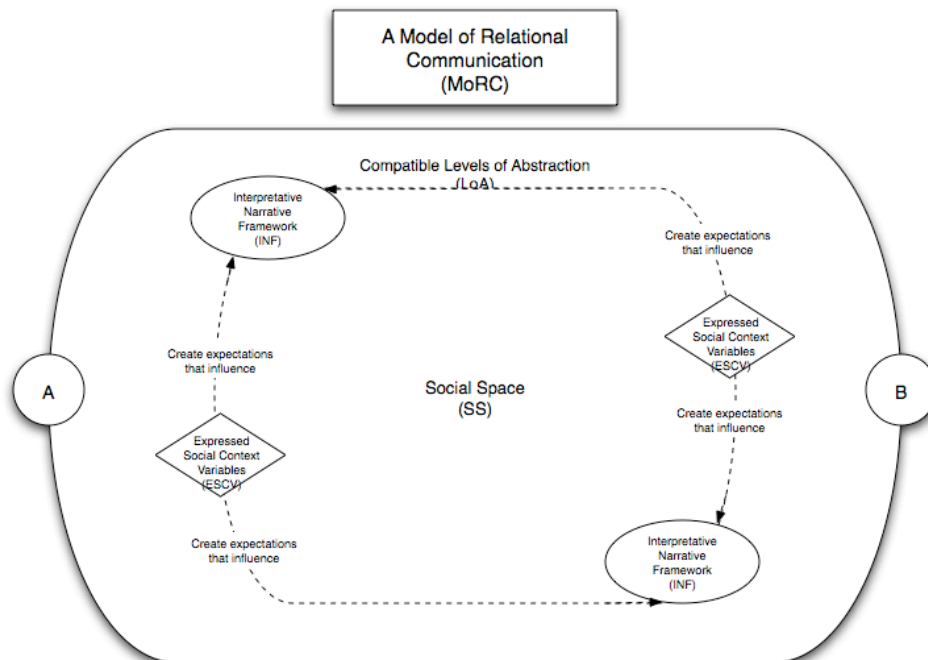 A Model of Relational
Communication
(MoRC)
Compatible Levels of Abstraction
(LoA)
Interpretative
Narrative
Framework
(INF)
Create expectations
that influence
Expressed
Social Context
Variables
(ESCV)
Create expectations
that influence
A
Social Space
(SS)
B
Create expectations
that influence
Expressed
Social Context
Variables
(ESCV)
Create expectations
that influence
Interpretative
Narrative
Framework
(INF)